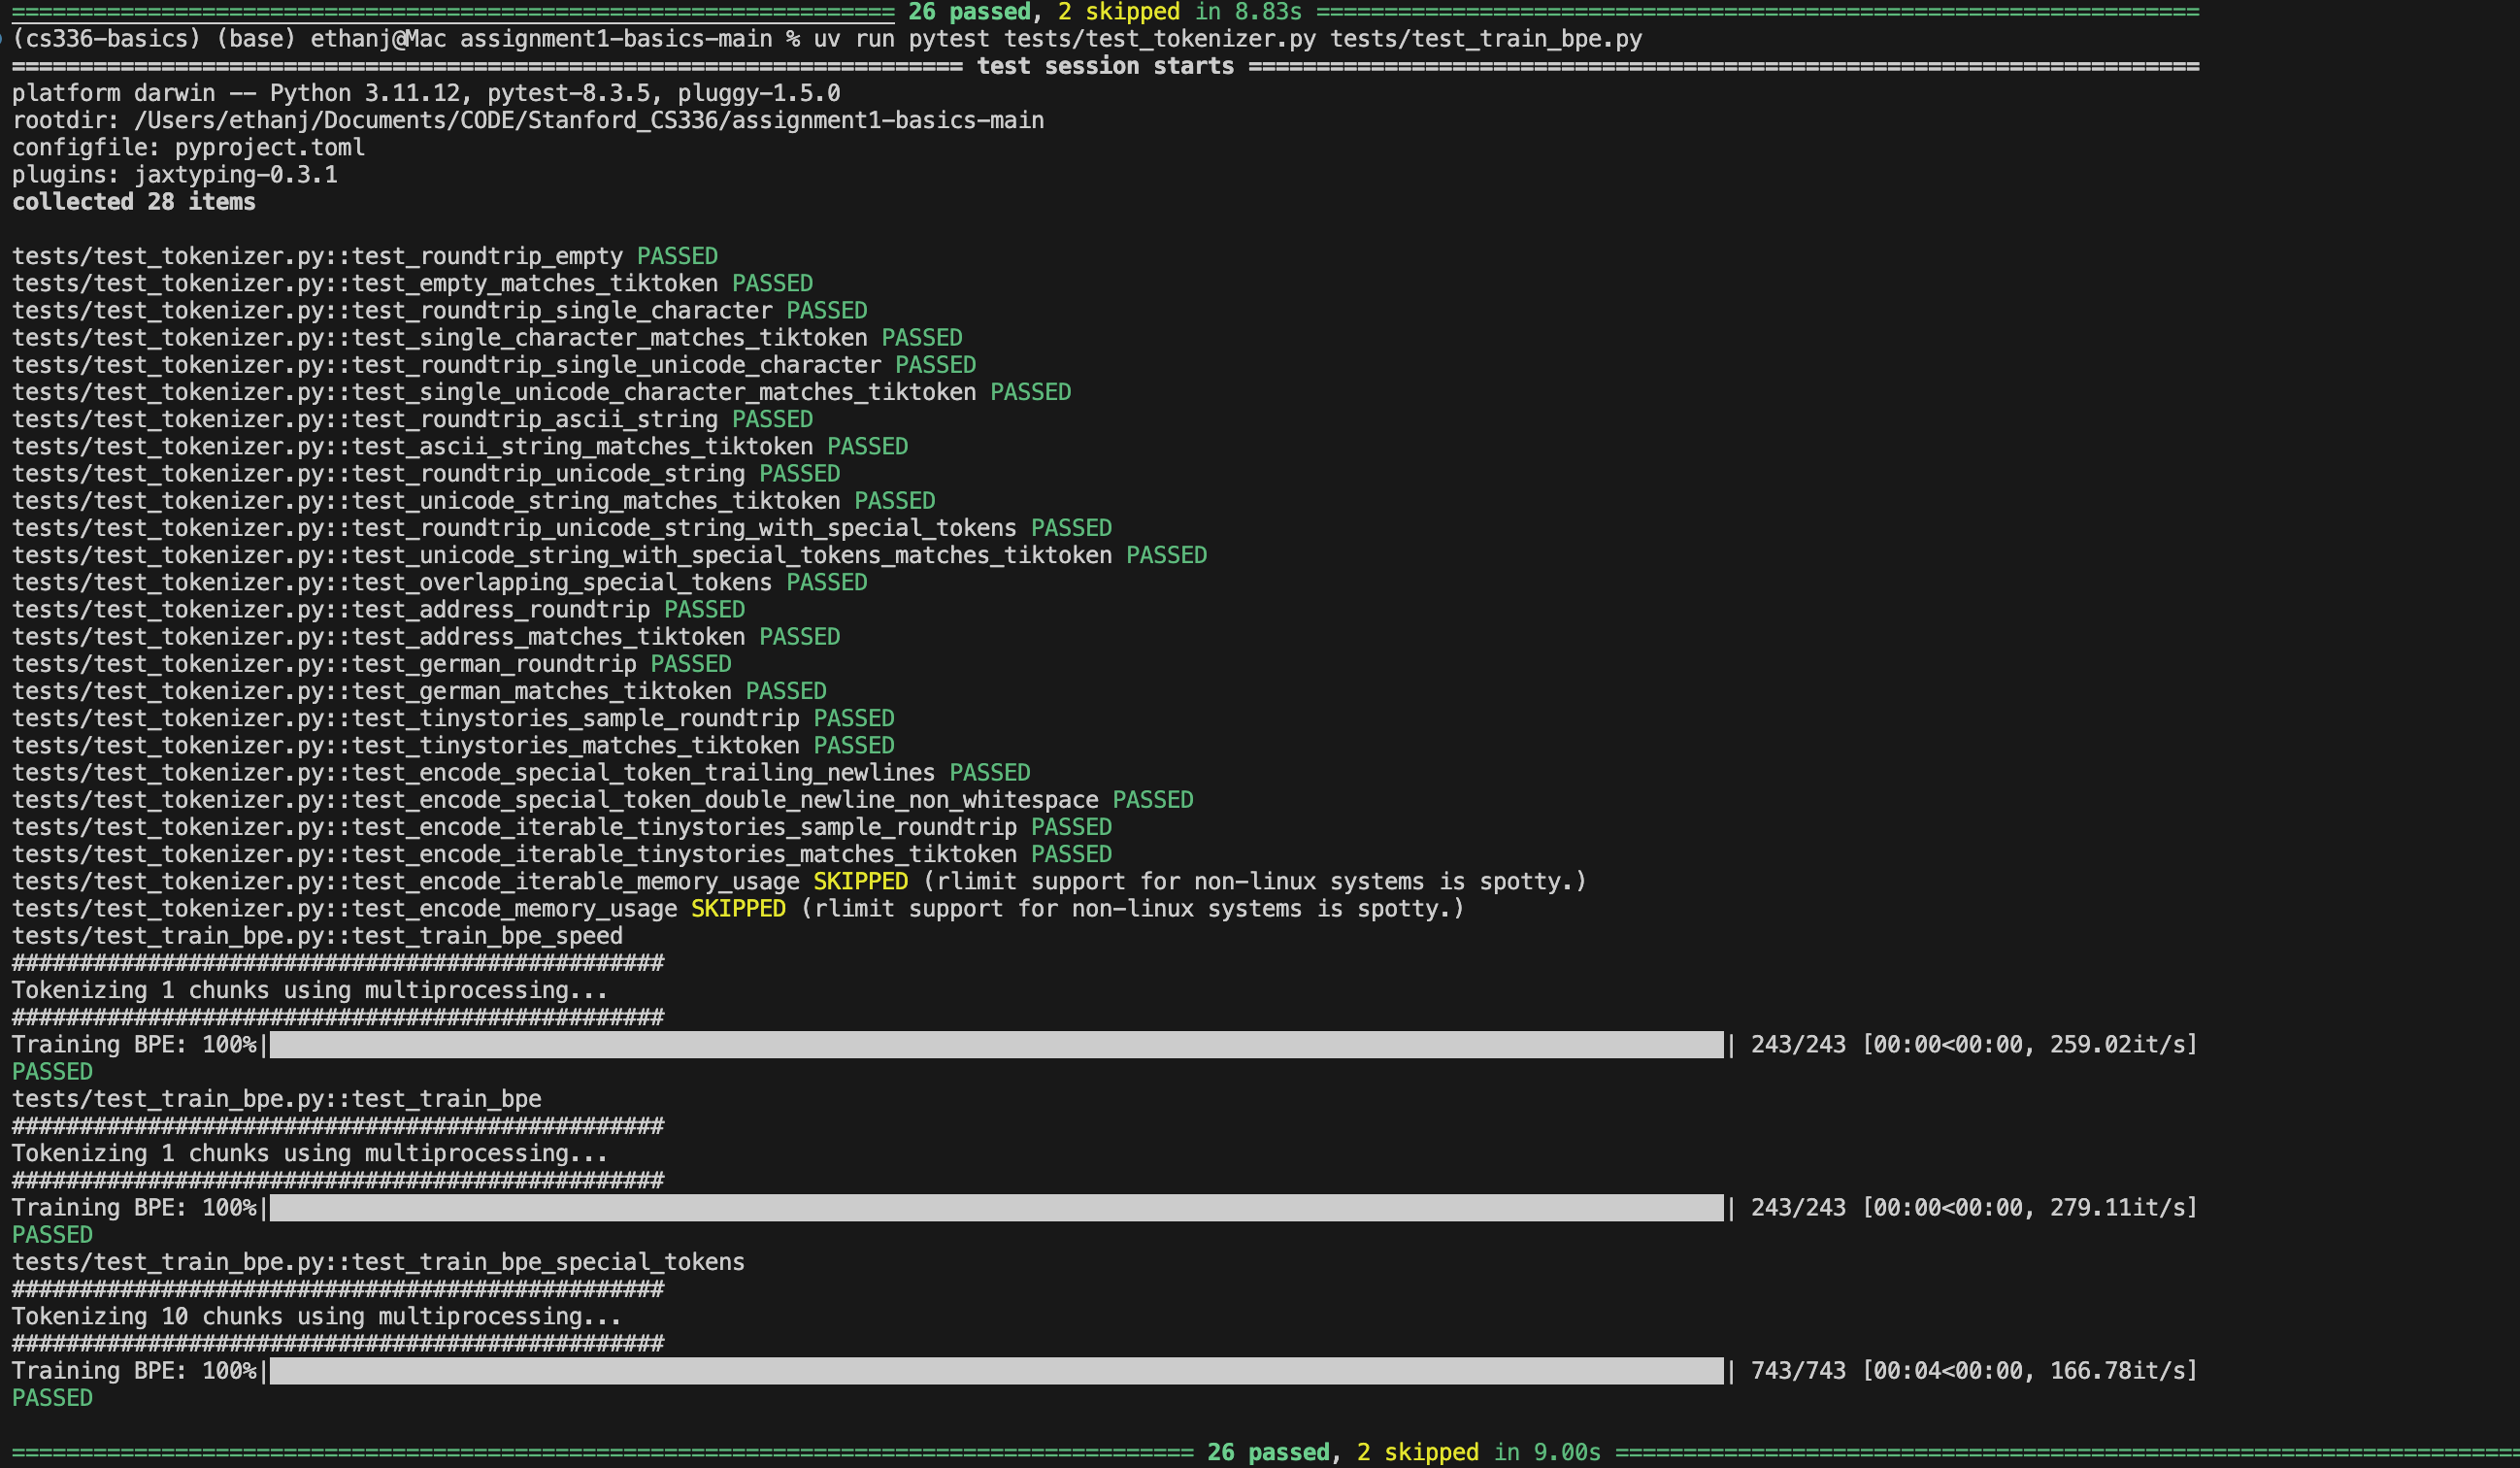 ================================================================= 26 passed, 2 skipped in 8.83s =================================================================
(cs336-basics) (base) ethanj@Mac assignment1-basics-main % uv run pytest tests/test_tokenizer.py tests/test_train_bpe.py
====================================================================== test session starts ======================================================================
platform darwin -- Python 3.11.12, pytest-8.3.5, pluggy-1.5.0
rootdir: /Users/ethanj/Documents/CODE/Stanford_CS336/assignment1-basics-main
configfile: pyproject.toml
plugins: jaxtyping-0.3.1
collected 28 items
tests/test_tokenizer.py::test_roundtrip_empty PASSED
tests/test_tokenizer.py::test_empty_matches_tiktoken PASSED
tests/test_tokenizer.py::test_roundtrip_single_character PASSED
tests/test_tokenizer.py::test_single_character_matches_tiktoken PASSED
tests/test_tokenizer.py::test_roundtrip_single_unicode_character PASSED
tests/test_tokenizer.py::test_single_unicode_character_matches_tiktoken PASSED
tests/test_tokenizer.py::test_roundtrip_ascii_string PASSED
tests/test_tokenizer.py::test_ascii_string_matches_tiktoken PASSED
tests/test_tokenizer.py::test_roundtrip_unicode_string PASSED
tests/test_tokenizer.py::test_unicode_string_matches_tiktoken PASSED
tests/test_tokenizer.py::test_roundtrip_unicode_string_with_special_tokens PASSED
tests/test_tokenizer.py::test_unicode_string_with_special_tokens_matches_tiktoken PASSED
tests/test_tokenizer.py::test_overlapping_special_tokens PASSED
tests/test_tokenizer.py::test_address_roundtrip PASSED
tests/test_tokenizer.py::test_address_matches_tiktoken PASSED
tests/test_tokenizer.py::test_german_roundtrip PASSED
tests/test_tokenizer.py::test_german_matches_tiktoken PASSED
tests/test_tokenizer.py::test_tinystories_sample_roundtrip PASSED
tests/test_tokenizer.py::test_tinystories_matches_tiktoken PASSED
tests/test_tokenizer.py::test_encode_special_token_trailing_newlines PASSED
tests/test_tokenizer.py::test_encode_special_token_double_newline_non_whitespace PASSED
tests/test_tokenizer.py::test_encode_iterable_tinystories_sample_roundtrip PASSED
tests/test_tokenizer.py::test_encode_iterable_tinystories_matches_tiktoken PASSED
tests/test_tokenizer.py::test_encode_iterable_memory_usage SKIPPED (rlimit support for non-linux systems is spotty.)
tests/test_tokenizer.py::test_encode_memory_usage SKIPPED (rlimit support for non-linux systems is spotty.)
tests/test_train_bpe.py::test_train_bpe_speed
################################################
Tokenizing 1 chunks using multiprocessing...
################################################
Training BPE: 100%|| 243/243 [00:00<00:00, 259.02it/s]
PASSED
tests/test_train_bpe.py::test_train_bpe
################################################
Tokenizing 1 chunks using multiprocessing...
################################################
Training BPE: 100%|| 243/243 [00:00<00:00, 279.11it/s]
PASSED
tests/test_train_bpe.py::test_train_bpe_special_tokens
################################################
Tokenizing 10 chunks using multiprocessing...
################################################
Training BPE: 100%|| 743/743 [00:04<00:00, 166.78it/s]
PASSED
======================================================================================= 26 passed, 2 skipped in 9.00s ===================================================================